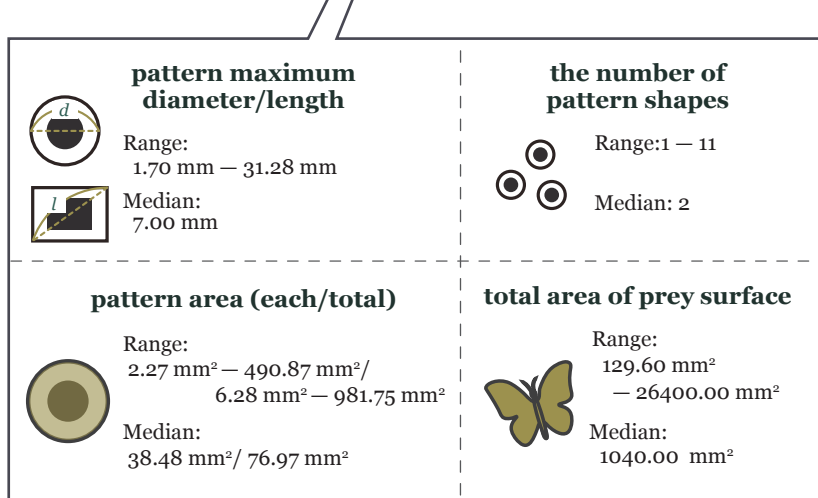 pattern maximum
diameter/length
d
Range:
1.70 mm — 31.28 mm
l
Median:
7.00 mm
the number of
pattern shapes
Range:1 — 11
Median: 2
pattern area (each/total)
Range:
2.27 mm² — 490.87 mm²/
6.28 mm² — 981.75 mm²
Median:
38.48 mm²/ 76.97 mm²
total area of prey surface
Range:
129.60 mm²
— 26400.00 mm²
Median:
1040.00 mm²